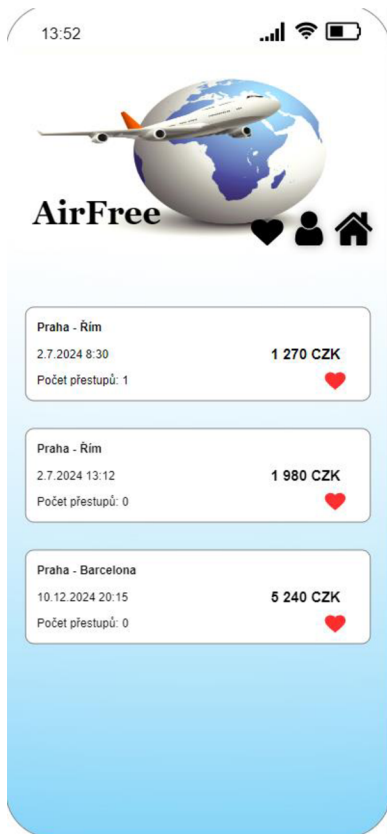 13:52
AirFree
Praha - Řím
2.7.2024 8:30
1 270 CZK
Počet přestupů: 1
Praha - Řím
2.7.2024 13:12
1 980 CZK
Počet přestupů: 0
Praha - Barcelona
10.12.2024 20:15
5 240 CZK
Počet přestupů: 0